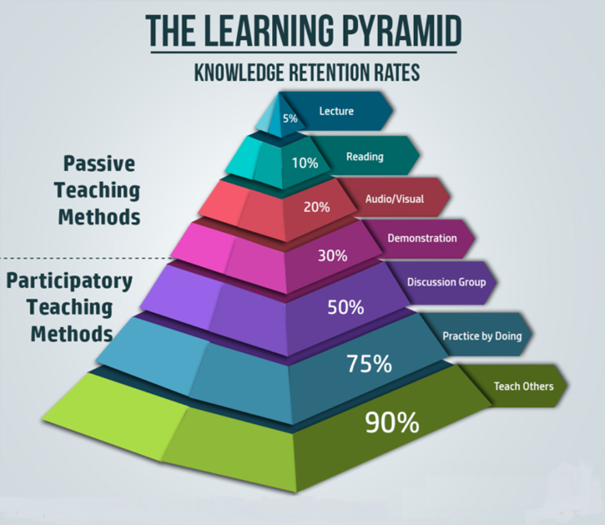 THE LEARNING PYRAMID
KNOWLEDGE RETENTION RATES
5% Lecture
10% Reading
Passive
Teaching
Methods
20% Audio/Visual
30% Demonstration
Participatory
Teaching
Methods
50% Discussion Group
75% Practice by Doing
90% Teach Others